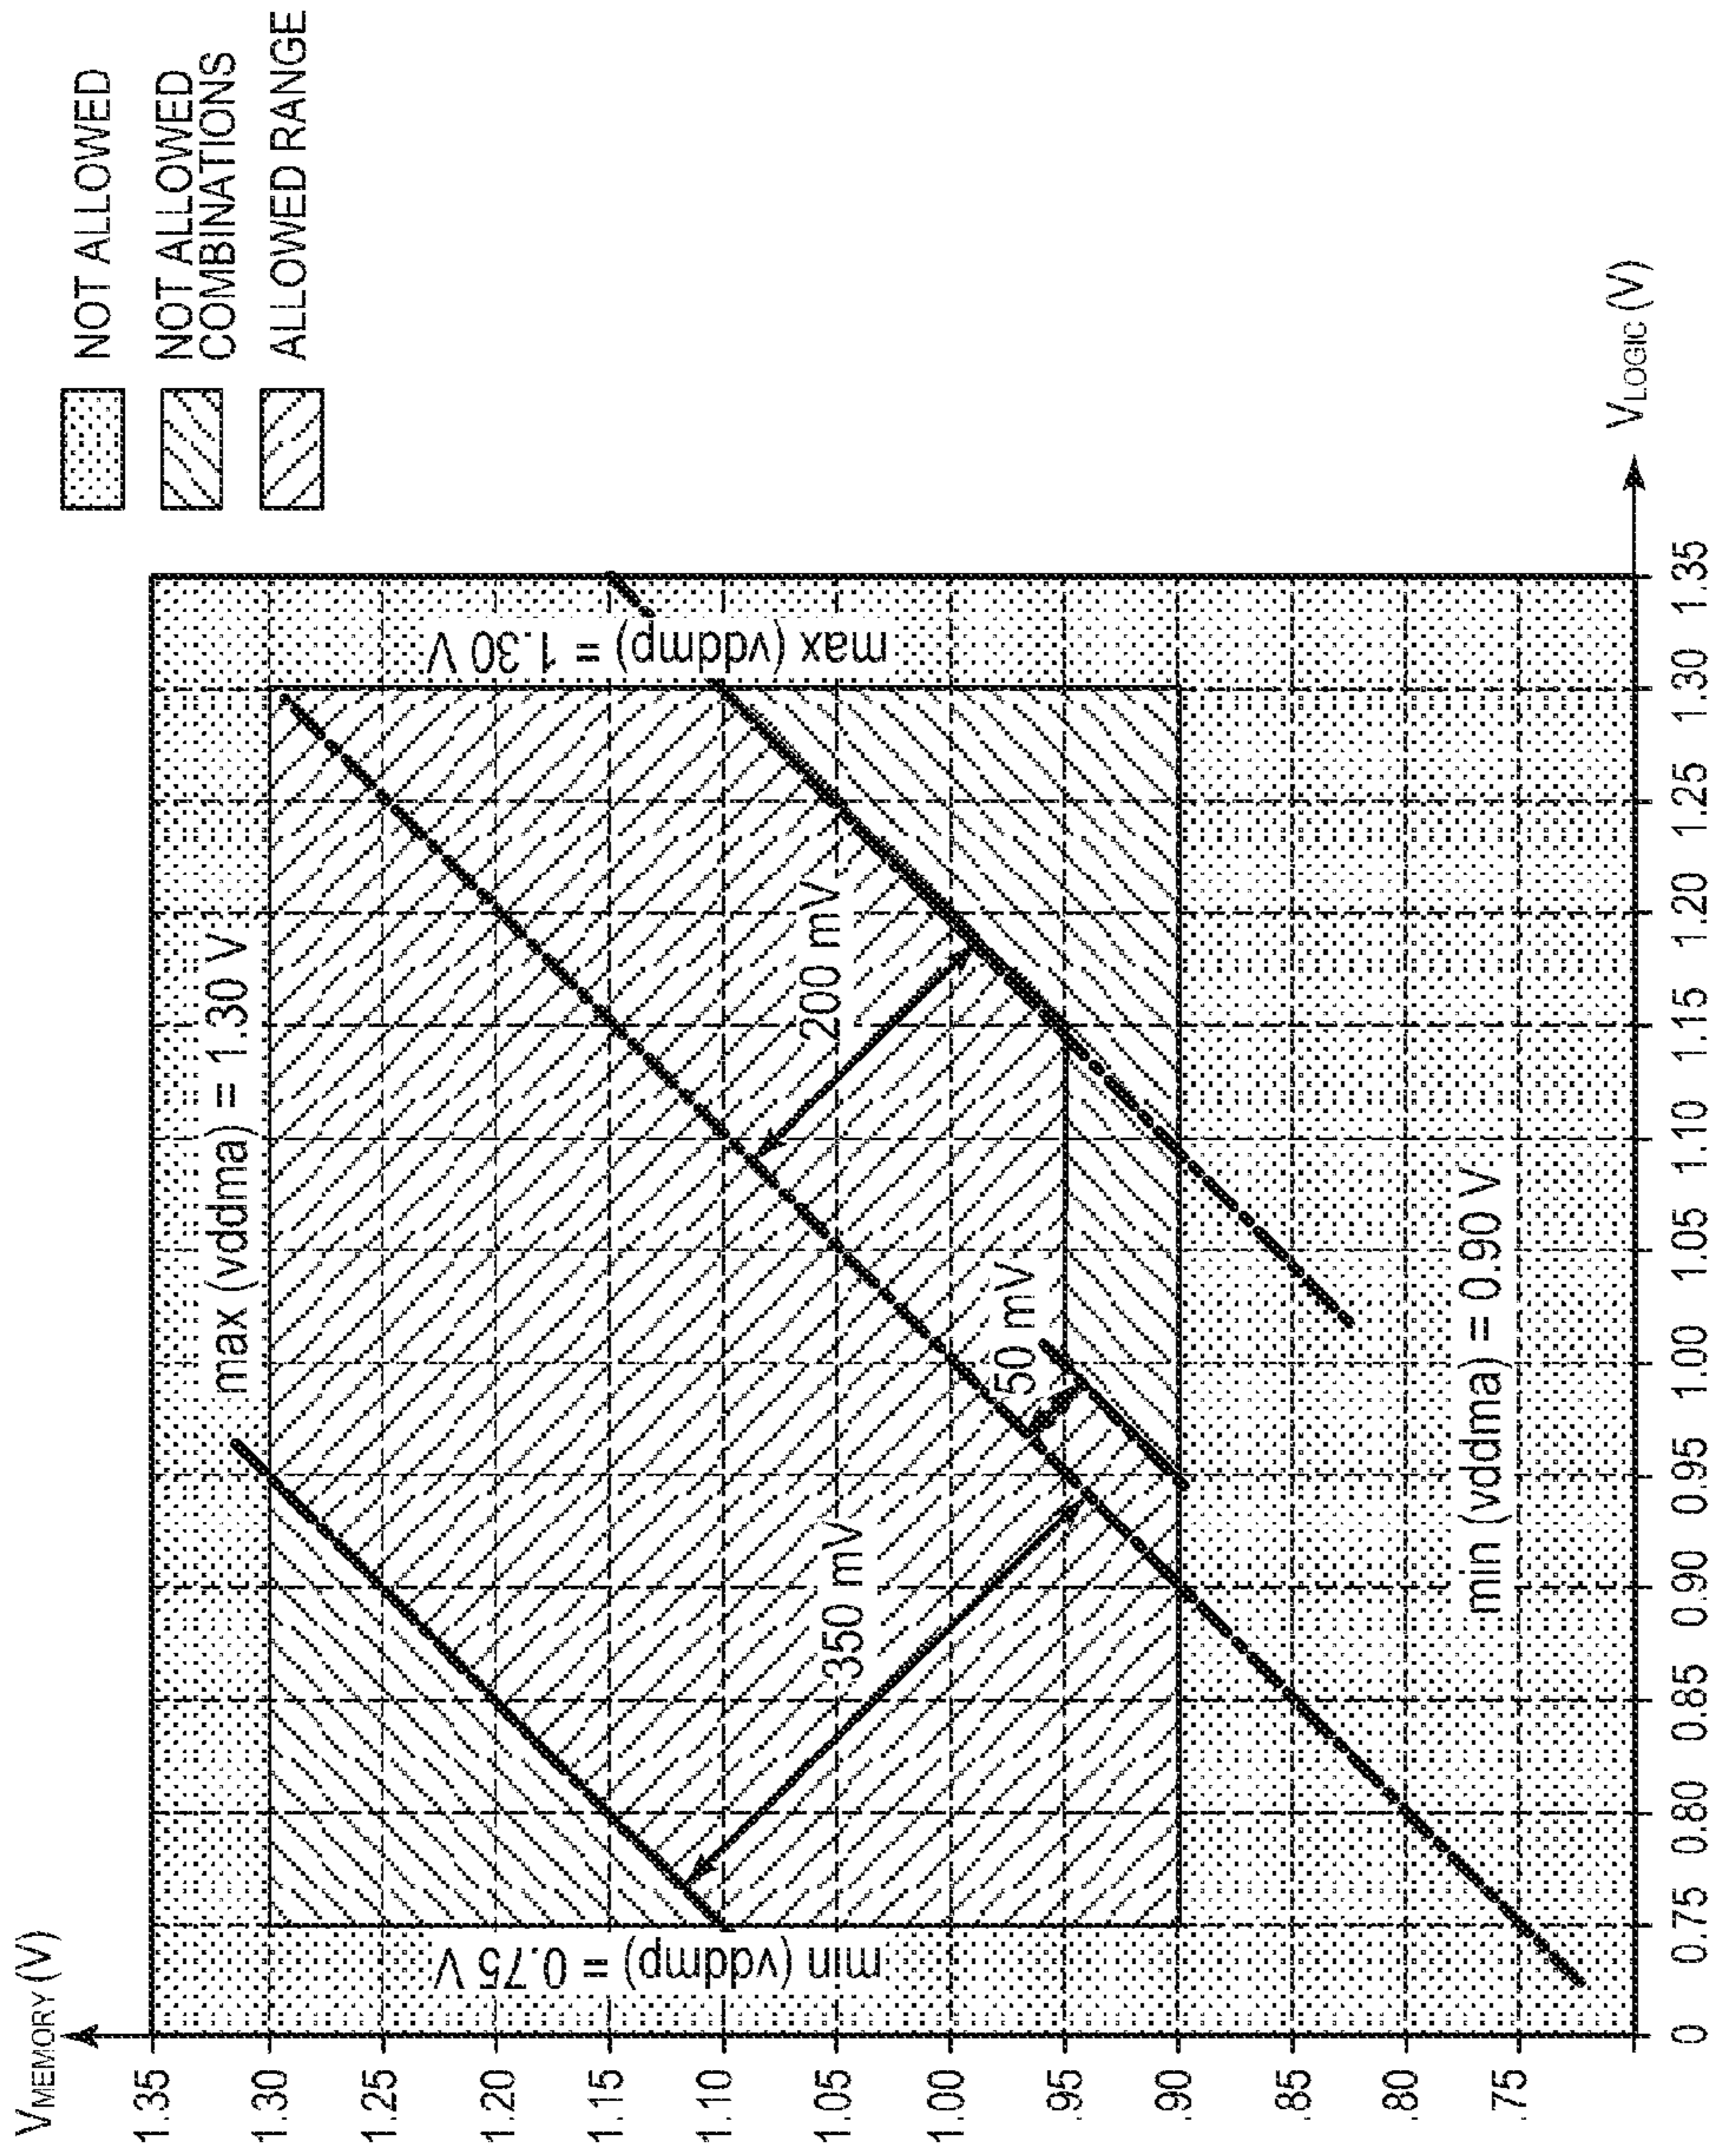 NOT ALLOWED
NOT ALLOWED
COMBINATIONS
ALLOWED RANGE
VMEMORY (V)
1.35
1.30
1.25
1.20
1.15
1.10
1.05
1.00
.95
.90
.85
.80
.75
max (vddma) = 1.30 V
min (vddmp) = 0.75 V
max (vddmp) = 1.30 V
350 mV
200 mV
50 mV
min (vddma) = 0.90 V
0 0.75 0.80 0.85 0.90 0.95 1.00 1.05 1.10 1.15 1.20 1.25 1.30 1.35
VLOGIC (V)